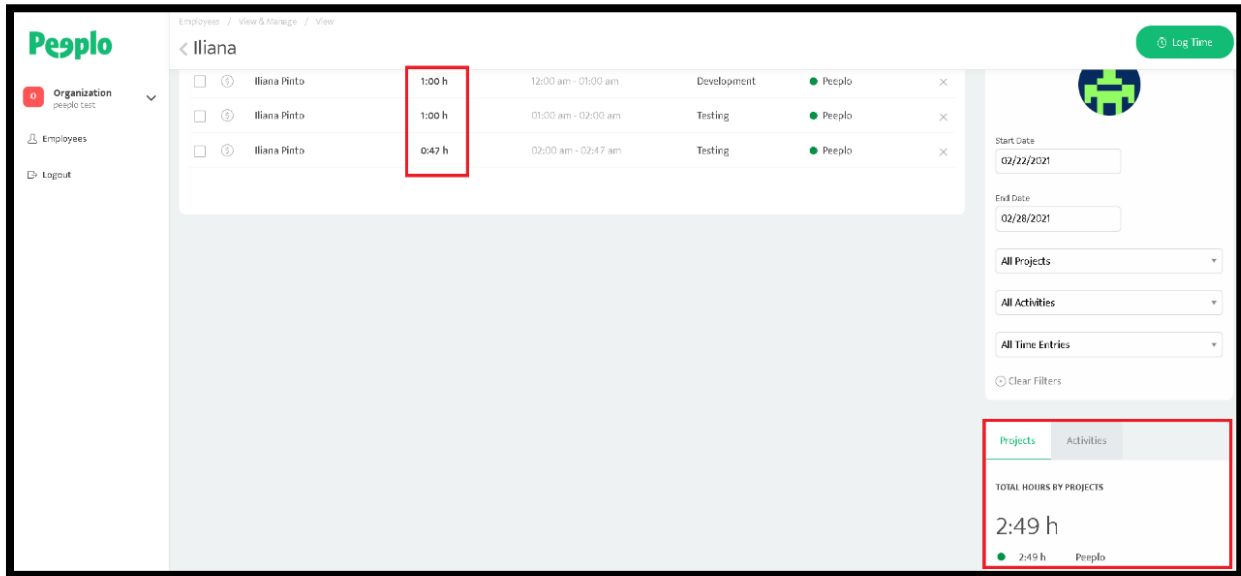 Employees / View & Manage / View
Peeplo
< Iliana
Log Time
O Organization
peeplo test
Employees
Logout
Iliana Pinto 1:00 h 12:00 am - 01:00 am Development Peeplo
Iliana Pinto 1:00 h 01:00 am - 02:00 am Testing Peeplo
Iliana Pinto 0:47 h 02:00 am - 02:47 am Testing Peeplo
Start Date
02/22/2021
End Date
02/28/2021
All Projects
All Activities
All Time Entries
Clear Filters
Projects Activities
TOTAL HOURS BY PROJECTS
2:49 h
2:49 h Peeplo